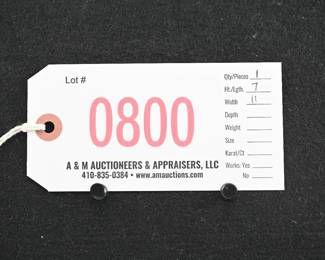 Lot #
0800
A & M AUCTIONEERS & APPRAISERS, LLC
410-835-0384 • www.amauctions.com
Qty/Pieces 1
Ht./Lgth. 7
Width 11
Depth
Weight
Size
Karat/Ct
Works: Yes
No